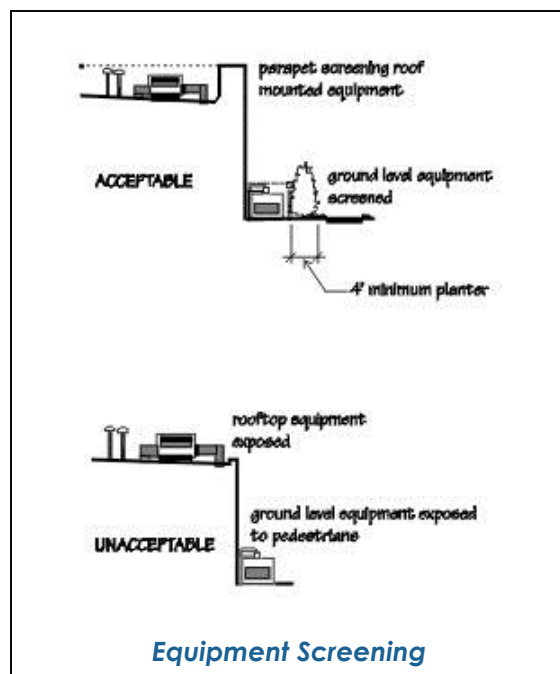 parapet screening roof
mounted equipment
ACCEPTABLE
ground level equipment
screened
4' minimum planter
rooftop equipment
exposed
ground level equipment exposed
to pedestrians
UNACCEPTABLE
Equipment Screening